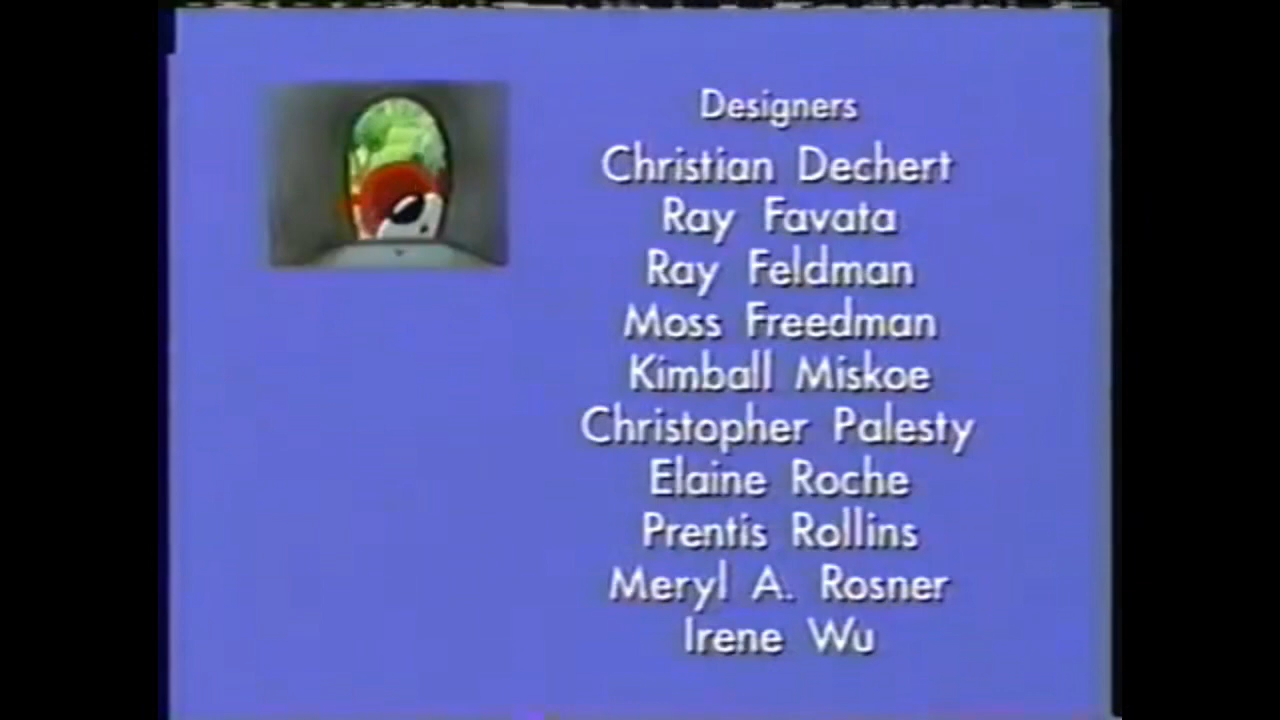 Designers
Christian Dechert
Ray Favata
Ray Feldman
Moss Freedman
Kimball Miskoe
Christopher Palesty
Elaine Roche
Prentis Rollins
Meryl A. Rosner
Irene Wu